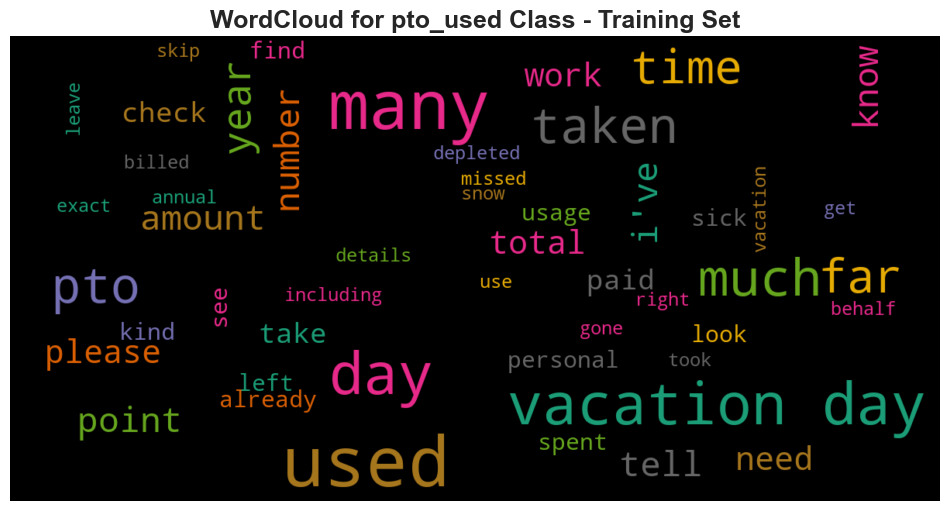 WordCloud for pto_used Class - Training Set
skip
find
work
time
know
leave
check
year
number
many
taken
billed
depleted
missed
snow
exact
annual
amount
usage
i've
sick
vacation
get
total
details
pto
see
including
use
paid
right
much
far
behalf
kind
please
take
gone
look
left
already
day
personal
took
point
vacation day
spent
used
tell
need